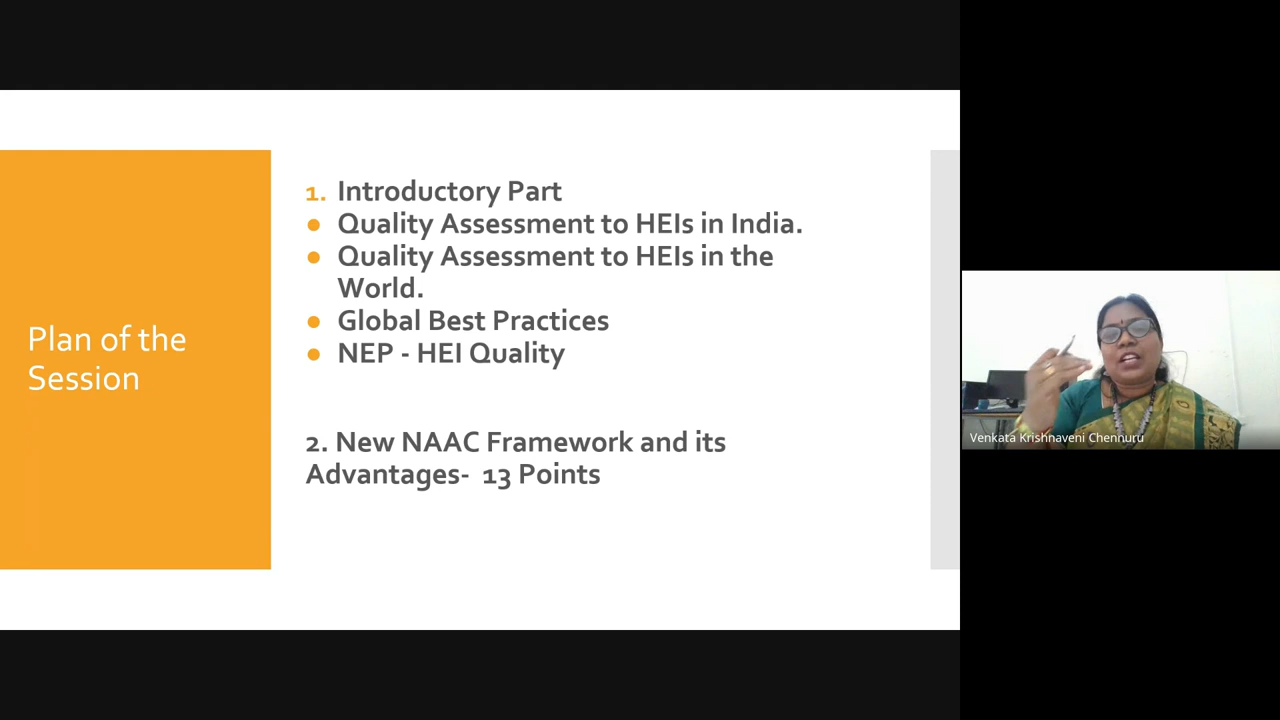 Plan of the
Session
1. Introductory Part
● Quality Assessment to HEIs in India.
● Quality Assessment to HEIs in the
World.
● Global Best Practices
● NEP - HEI Quality
2. New NAAC Framework and its
Advantages- 13 Points
Venkata Krishnaveni Chennuru